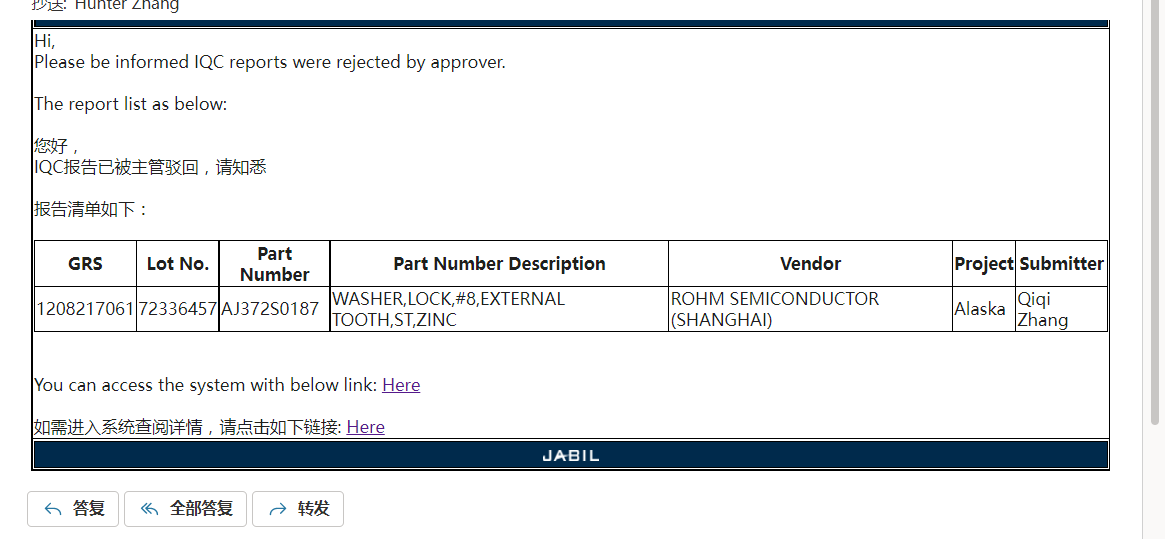 抄送: Hunter Zhang
Hi,
Please be informed IQC reports were rejected by approver.
The report list as below:
您好，
IQC报告已被主管驳回，请知悉
报告清单如下：
GRS Lot No. Part Number Part Number Description Vendor Project Submitter
1208217061 72336457 AJ372S0187 WASHER,LOCK,#8,EXTERNAL TOOTH,ST,ZINC ROHM SEMICONDUCTOR (SHANGHAI) Alaska Qiqi Zhang
You can access the system with below link: Here
如需进入系统查阅详情，请点击如下链接: Here
JABIL
答复 全部答复 转发